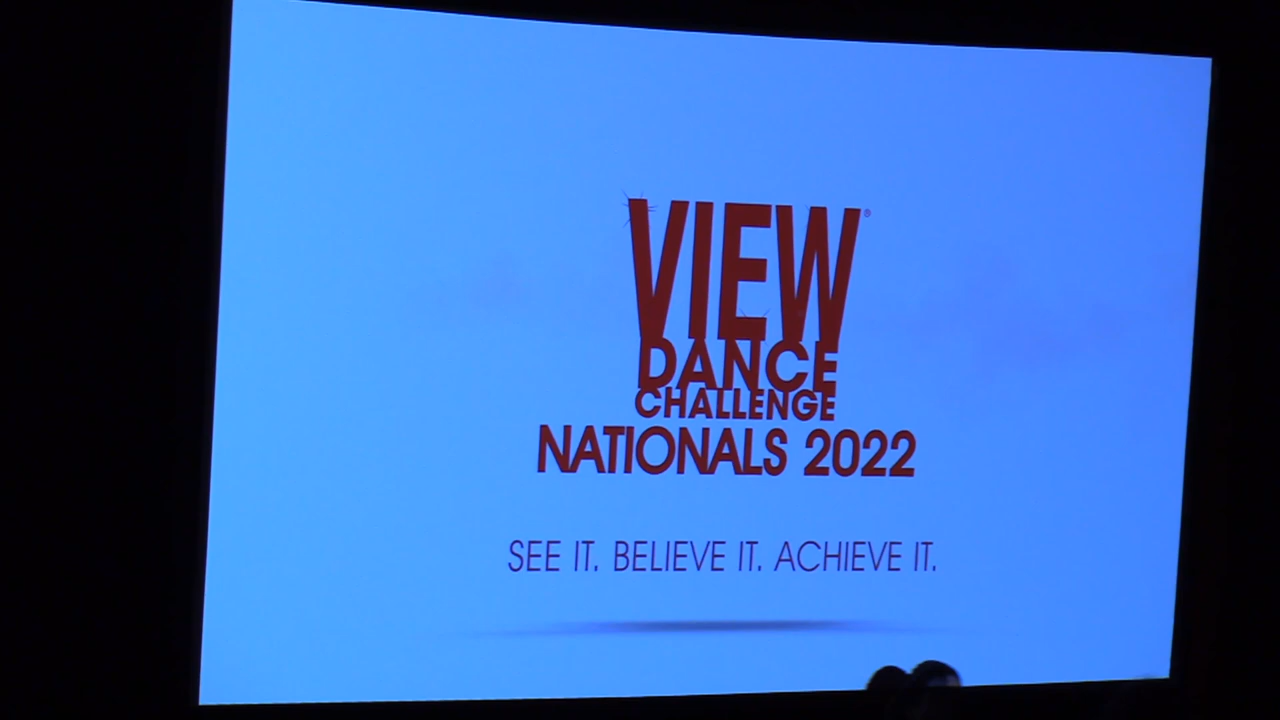 VIEW®
DANCE
CHALLENGE
NATIONALS 2022
SEE IT. BELIEVE IT. ACHIEVE IT.